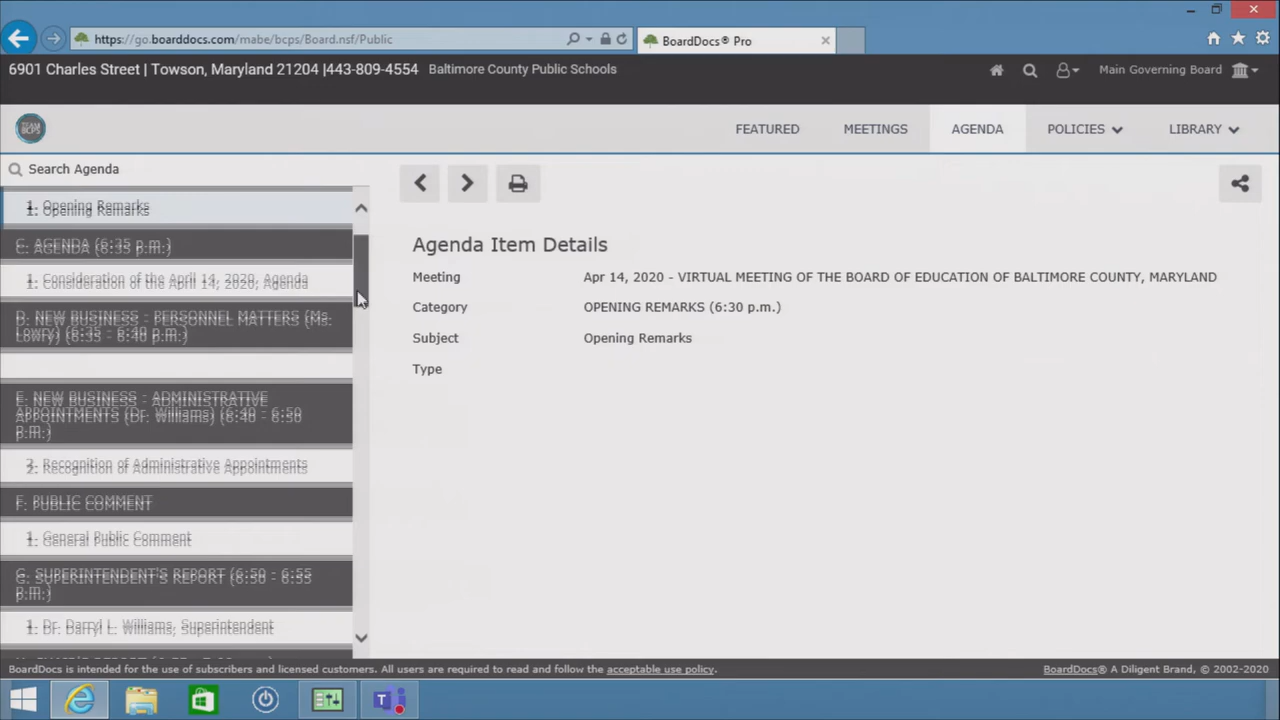 https://go.boarddocs.com/mabe/bcps/Board.nsf/Public
BoardDocs® Pro
6901 Charles Street | Towson, Maryland 21204 |443-809-4554
Baltimore County Public Schools
Main Governing Board
TEAM
BCPS
FEATURED
MEETINGS
AGENDA
POLICIES
LIBRARY
Search Agenda
1. Opening Remarks
C. AGENDA (6:35 p.m.)
1. Consideration of the April 14, 2020, Agenda
D. NEW BUSINESS - PERSONNEL MATTERS (Ms.
Lowry) (6:35 - 6:40 p.m.)
E. NEW BUSINESS - ADMINISTRATIVE
APPOINTMENTS (Dr. Williams) (6:40 - 6:50
p.m.)
2. Recognition of Administrative Appointments
F. PUBLIC COMMENT
1. General Public Comment
G. SUPERINTENDENT'S REPORT (6:50 - 6:55
p.m.)
1. Dr. Darryl L. Williams, Superintendent
Agenda Item Details
Meeting
Apr 14, 2020 - VIRTUAL MEETING OF THE BOARD OF EDUCATION OF BALTIMORE COUNTY, MARYLAND
Category
OPENING REMARKS (6:30 p.m.)
Subject
Opening Remarks
Type
BoardDocs is intended for the use of subscribers and licensed customers. All users are required to read and follow the acceptable use policy.
BoardDocs® A Diligent Brand, © 2002-2020